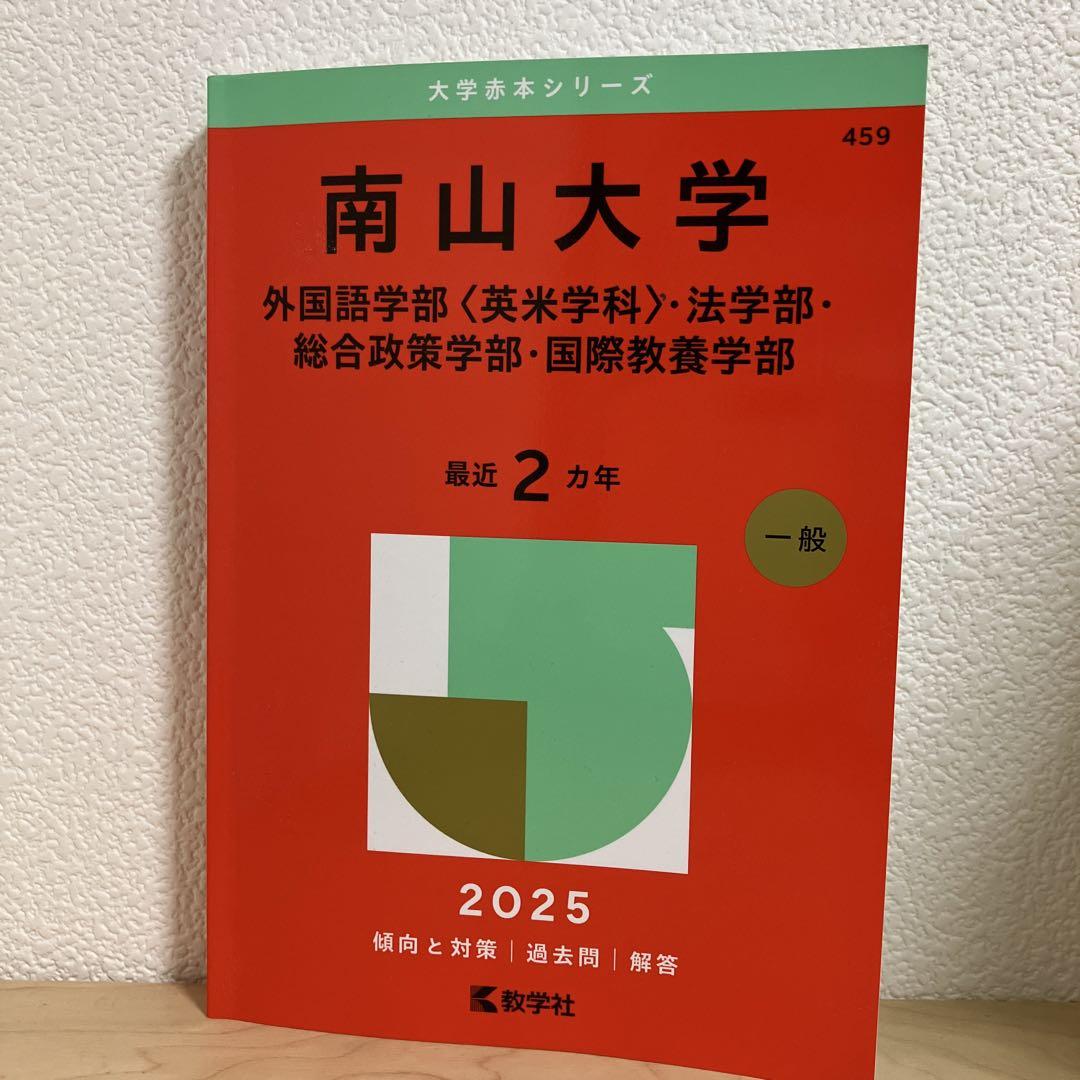 大学赤本シリーズ
459
南山大学
外国語学部〈英米学科〉・法学部・
総合政策学部・国際教養学部
最近2カ年
一般
2025
傾向と対策|過去問|解答
教学社